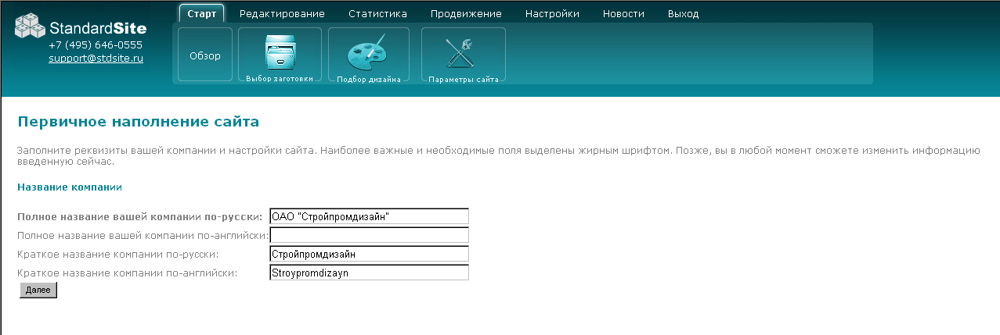 Старт Редактирование Статистика Продвижение Настройки Новости Выход
StandardSite
+7 (495) 646-0555
support@stdsite.ru
Обзор
Выбор заготовки Подбор дизайна Параметры сайта
Первичное наполнение сайта
Заполните реквизиты вашей компании и настройки сайта. Наиболее важные и необходимые поля выделены жирным шрифтом. Позже, вы в любой момент сможете изменить информацию
введенную сейчас.
Название компании
Полное название вашей компании по-русски: ОАО "Стройпромдизайн"
Полное название вашей компании по-английски:
Краткое название компании по-русски: Стройпромдизайн
Краткое название компании по-английски: Stroypromdizayn
Далее